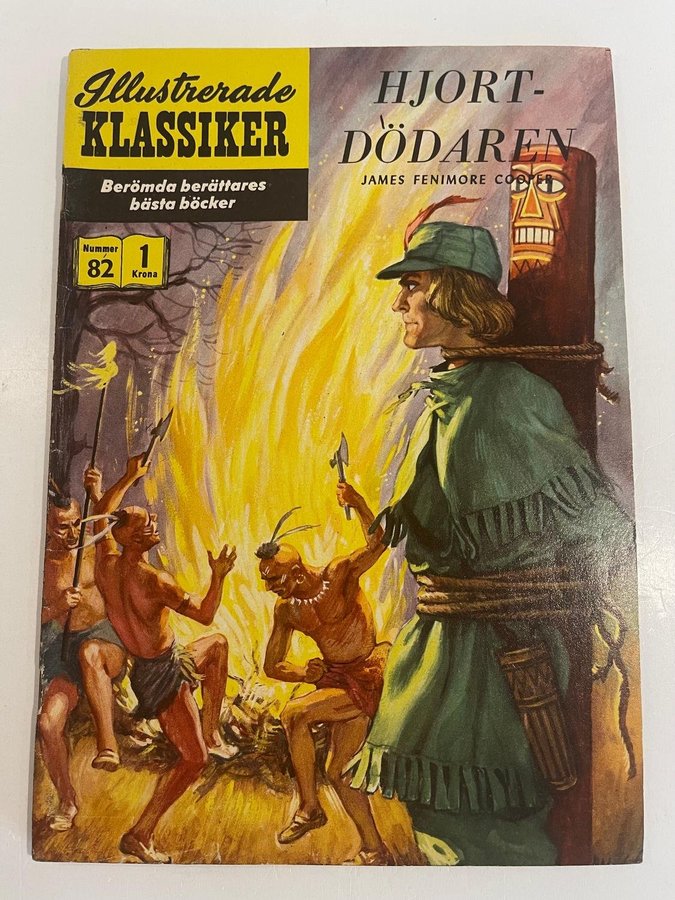 Illustrerade
KLASSIKER
Berömda berättares
bästa böcker
Nummer
82
1
Krona
HJORT-
DÖDAREN
JAMES FENIMORE COOPER